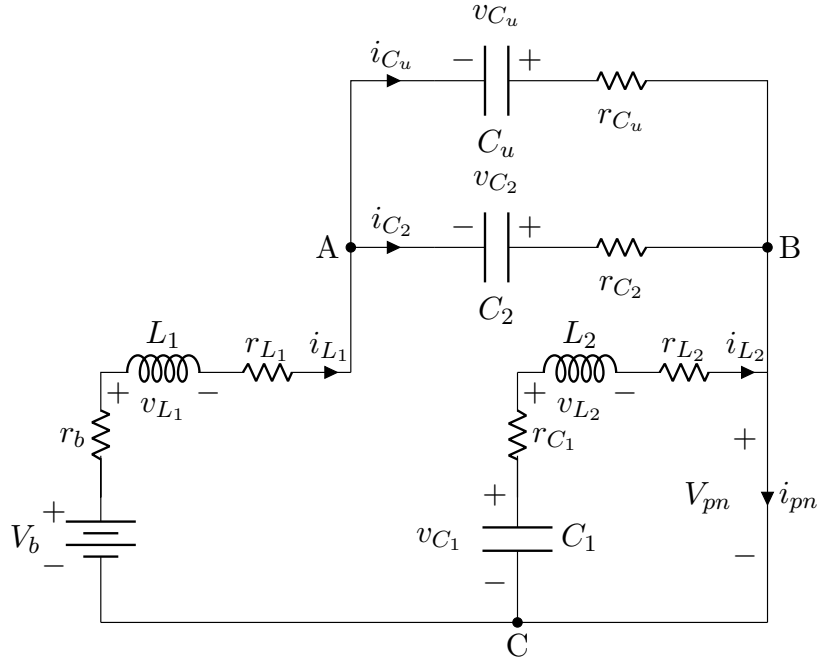 v_{C_u}
i_{C_u} − +
C_u r_{C_u}
v_{C_2}
i_{C_2} − +
A B
C_2 r_{C_2}
L_1 r_{L_1} i_{L_1} L_2 r_{L_2} i_{L_2}
+ v_{L_1} − + v_{L_2} −
r_b r_{C_1} +
+ V_{pn} i_{pn}
+ v_{C_1} C_1
V_b −
− −
C